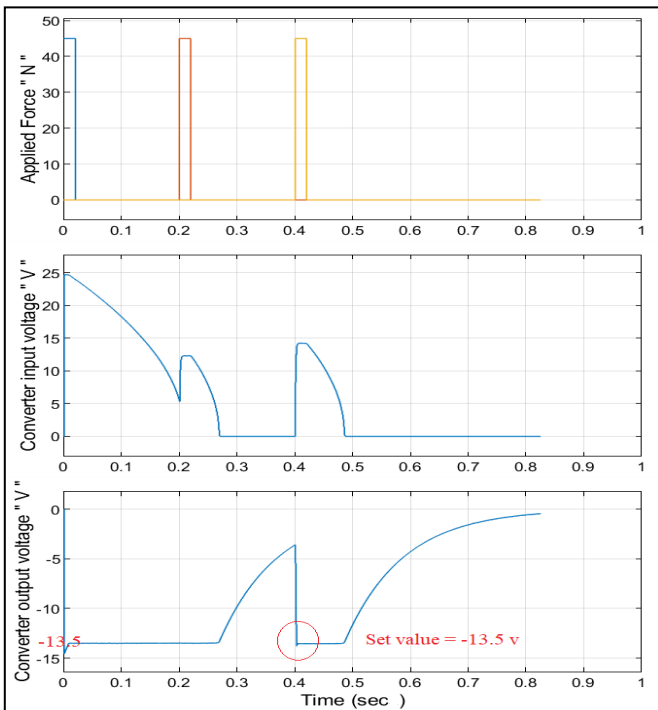 Applied Force " N "
50
40
30
20
10
0
0 0.1 0.2 0.3 0.4 0.5 0.6 0.7 0.8 0.9 1
Converter input voltage " V "
25
20
15
10
5
0
0 0.1 0.2 0.3 0.4 0.5 0.6 0.7 0.8 0.9 1
Converter output voltage " V "
0
-5
-10
-13.5
Set value = -13.5 v
-15
0 0.1 0.2 0.3 0.4 0.5 0.6 0.7 0.8 0.9 1
Time (sec )